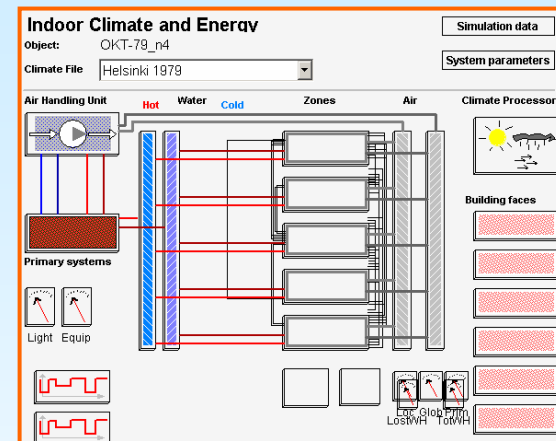 Indoor Climate and Energy
Simulation data
Object: OKT-79_n4
System parameters
Climate File Helsinki 1979
Air Handling Unit Hot Water Cold Zones Air Climate Processor
Building faces
Primary systems
Light Equip
Loc Glob Prim
LostWH TotWH